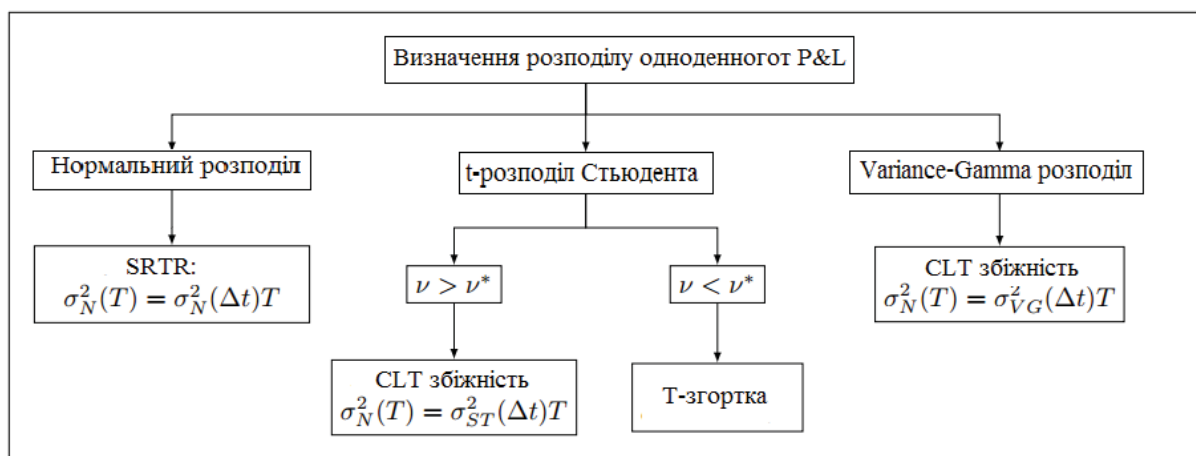 Визначення розподілу одноденногот P&L
Нормальний розподіл
t-розподіл Стьюдента
Variance-Gamma розподіл
SRTR:
σ²_N(T) = σ²_N(Δt)T
ν > ν*
ν < ν*
CLT збіжність
σ²_N(T) = σ²_VG(Δt)T
CLT збіжність
σ²_N(T) = σ²_ST(Δt)T
Т-згортка